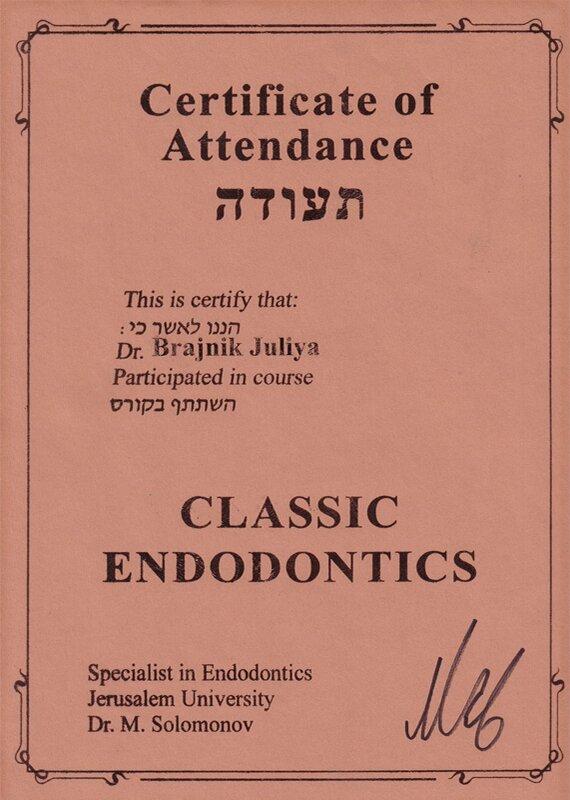 Certificate of
Attendance
תעודה
This is certify that:
הננו לאשר כי :
Dr. Brajnik Juliya
Participated in course
השתתף בקורס
CLASSIC
ENDODONTICS
Specialist in Endodontics
Jerusalem University
Dr. M. Solomonov